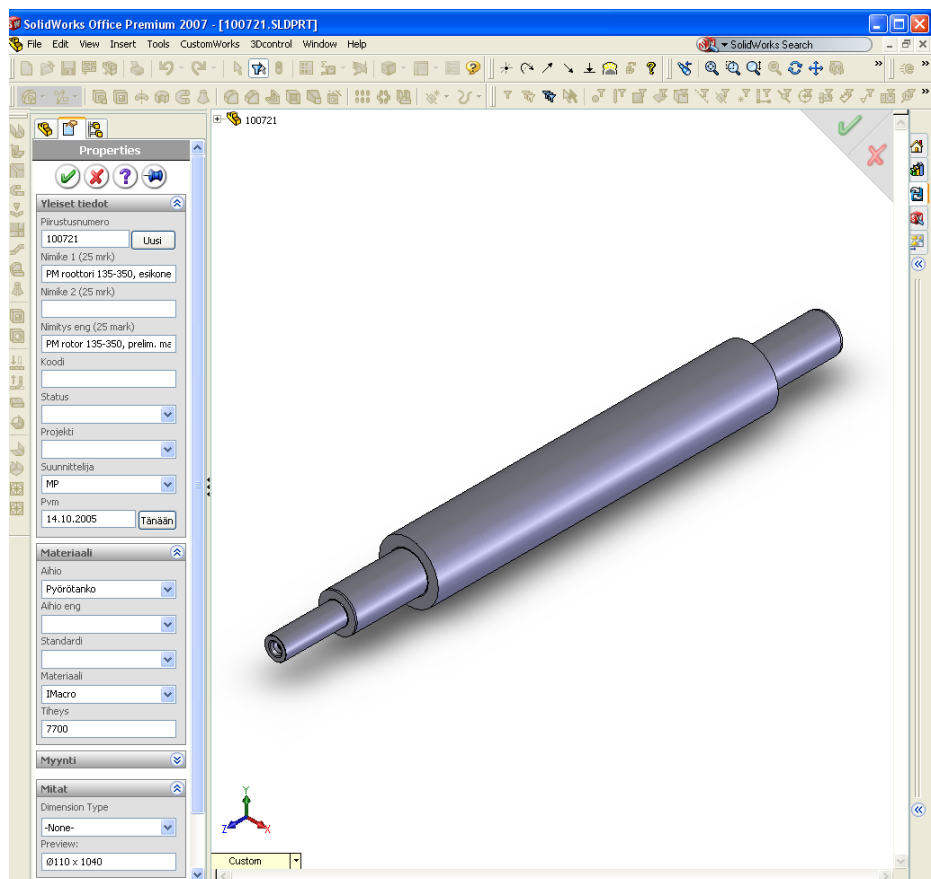 SolidWorks Office Premium 2007 - [100721.SLDPRT]
File Edit View Insert Tools CustomWorks 3Dcontrol Window Help
SolidWorks Search
100721
Properties
Yleiset tiedot
Piirustusnumero
100721 Uusi
Nimike 1 (25 mrk)
PM roottori 135-350, esikone
Nimike 2 (25 mrk)
Nimitys eng (25 mark)
PM rotor 135-350, prelim. ma
Koodi
Status
Projekti
Suunnittelija
MP
Pvm
14.10.2005 Tänään
Materiaali
Aihio
Pyörötanko
Aihio eng
Standardi
Materiaali
IMacro
Tiheys
7700
Myynti
Mitat
Dimension Type
-None-
Preview:
Ø110 x 1040
Y
Z X
Custom